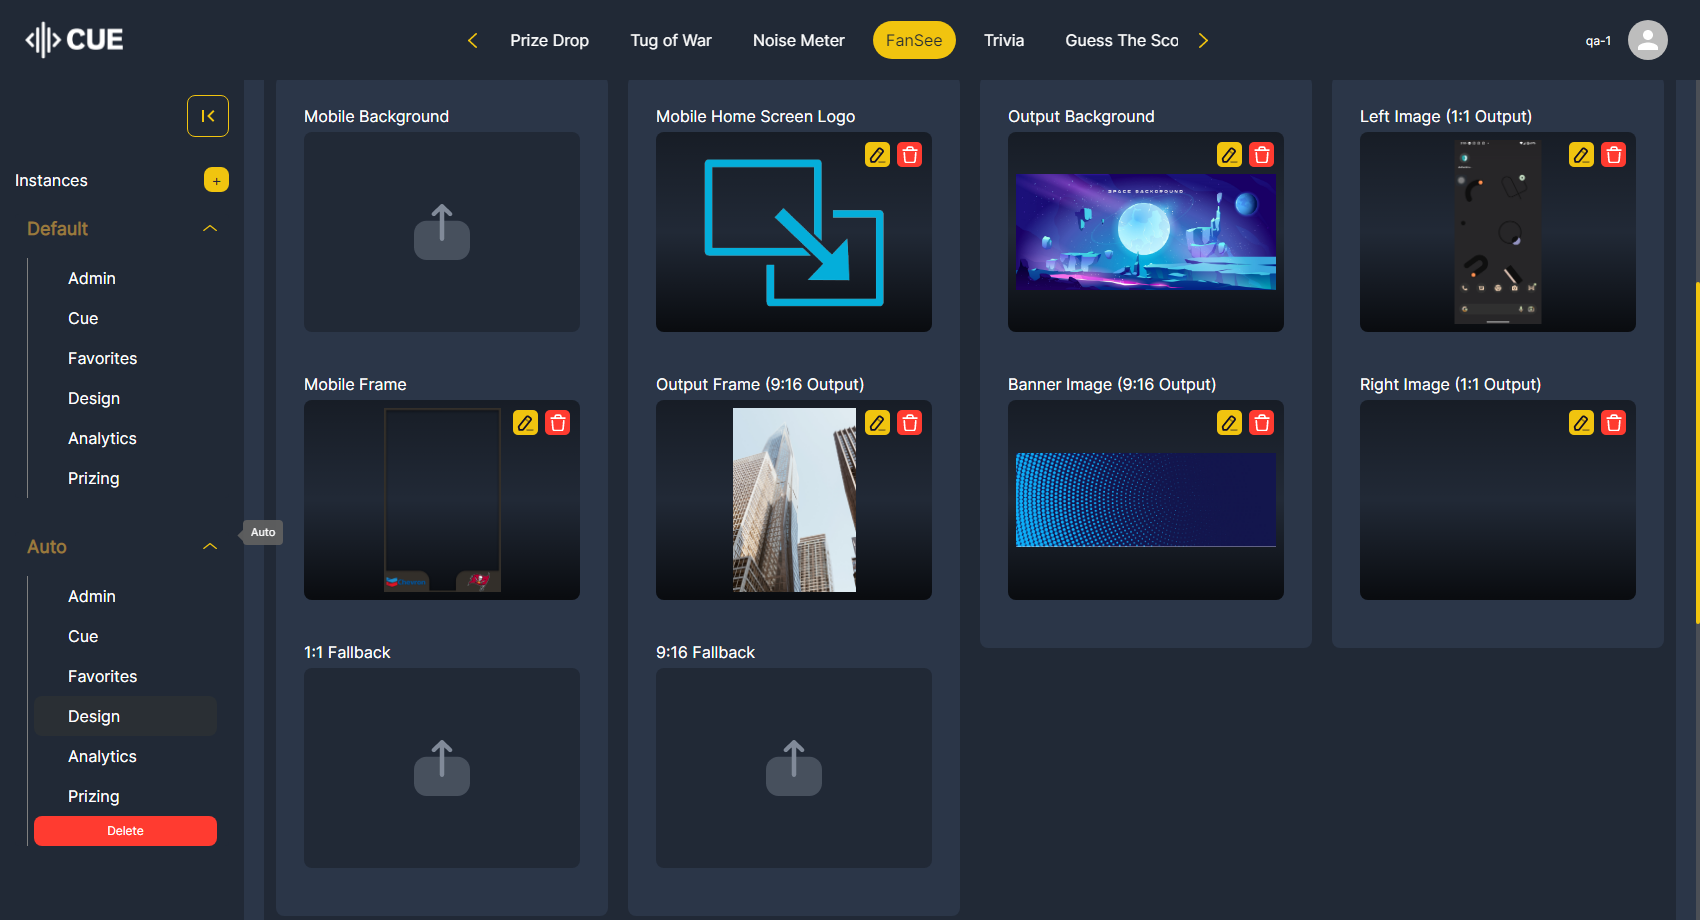 CUE
Prize Drop
Tug of War
Noise Meter
FanSee
Trivia
Guess The Sco
qa-1
Instances
+
Default
Admin
Cue
Favorites
Design
Analytics
Prizing
Auto
Auto
Admin
Cue
Favorites
Design
Analytics
Prizing
Delete
Mobile Background
Mobile Home Screen Logo
Output Background
SPACE BACKGROUND
Left Image (1:1 Output)
Mobile Frame
Output Frame (9:16 Output)
Banner Image (9:16 Output)
Right Image (1:1 Output)
1:1 Fallback
9:16 Fallback